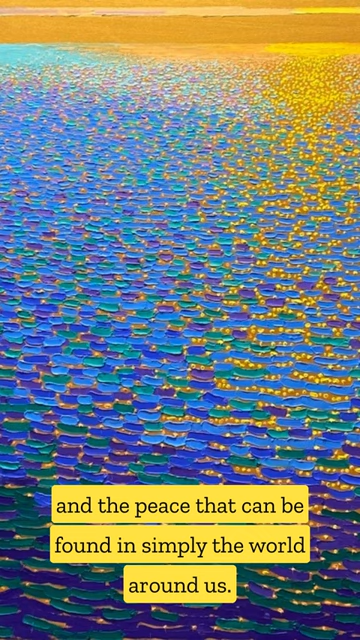 and the peace that can be
found in simply the world
around us.